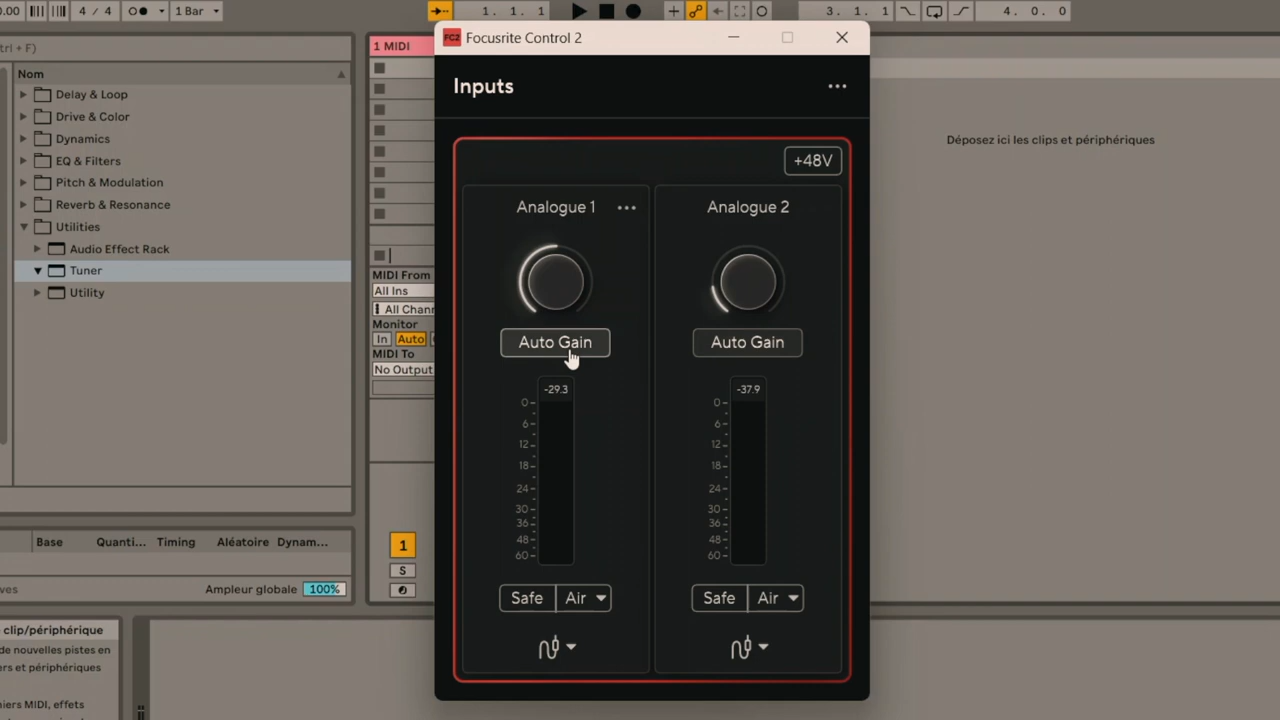 .00
4 / 4
1 Bar
1. 1. 1
3. 1. 1
4. 0. 0
trl + F)
Nom
Delay & Loop
Drive & Color
Dynamics
EQ & Filters
Pitch & Modulation
Reverb & Resonance
Utilities
Audio Effect Rack
Tuner
Utility
Base Quanti... Timing Aléatoire Dynam...
ves Ampleur globale 100%
clip/périphérique
de nouvelles pistes en
ers et périphériques
niers MIDI, effets
1 MIDI
MIDI From
All Ins
All Chann
Monitor
In Auto
MIDI To
No Output
1
S
FC2 Focusrite Control 2
Inputs
+48V
Analogue 1
Auto Gain
-29.3
0
6
12
18
24
30
36
48
60
Safe Air
Analogue 2
Auto Gain
-37.9
0
6
12
18
24
30
36
48
60
Safe Air
Déposez ici les clips et périphériques